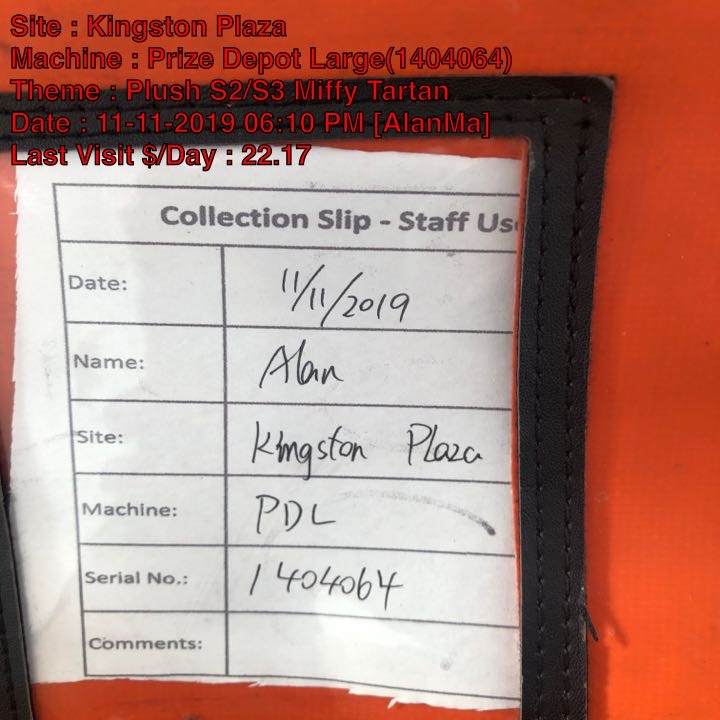 Site : Kingston Plaza
Machine : Prize Depot Large(1404064)
Theme : Plush S2/S3 Miffy Tartan
Date : 11-11-2019 06:10 PM [AlanMa]
Last Visit $/Day : 22.17
Collection Slip - Staff Us
Date: 11/11/2019
Name: Alan
Site: Kingston Plaza
Machine: PDL
Serial No.: 1404064
Comments: